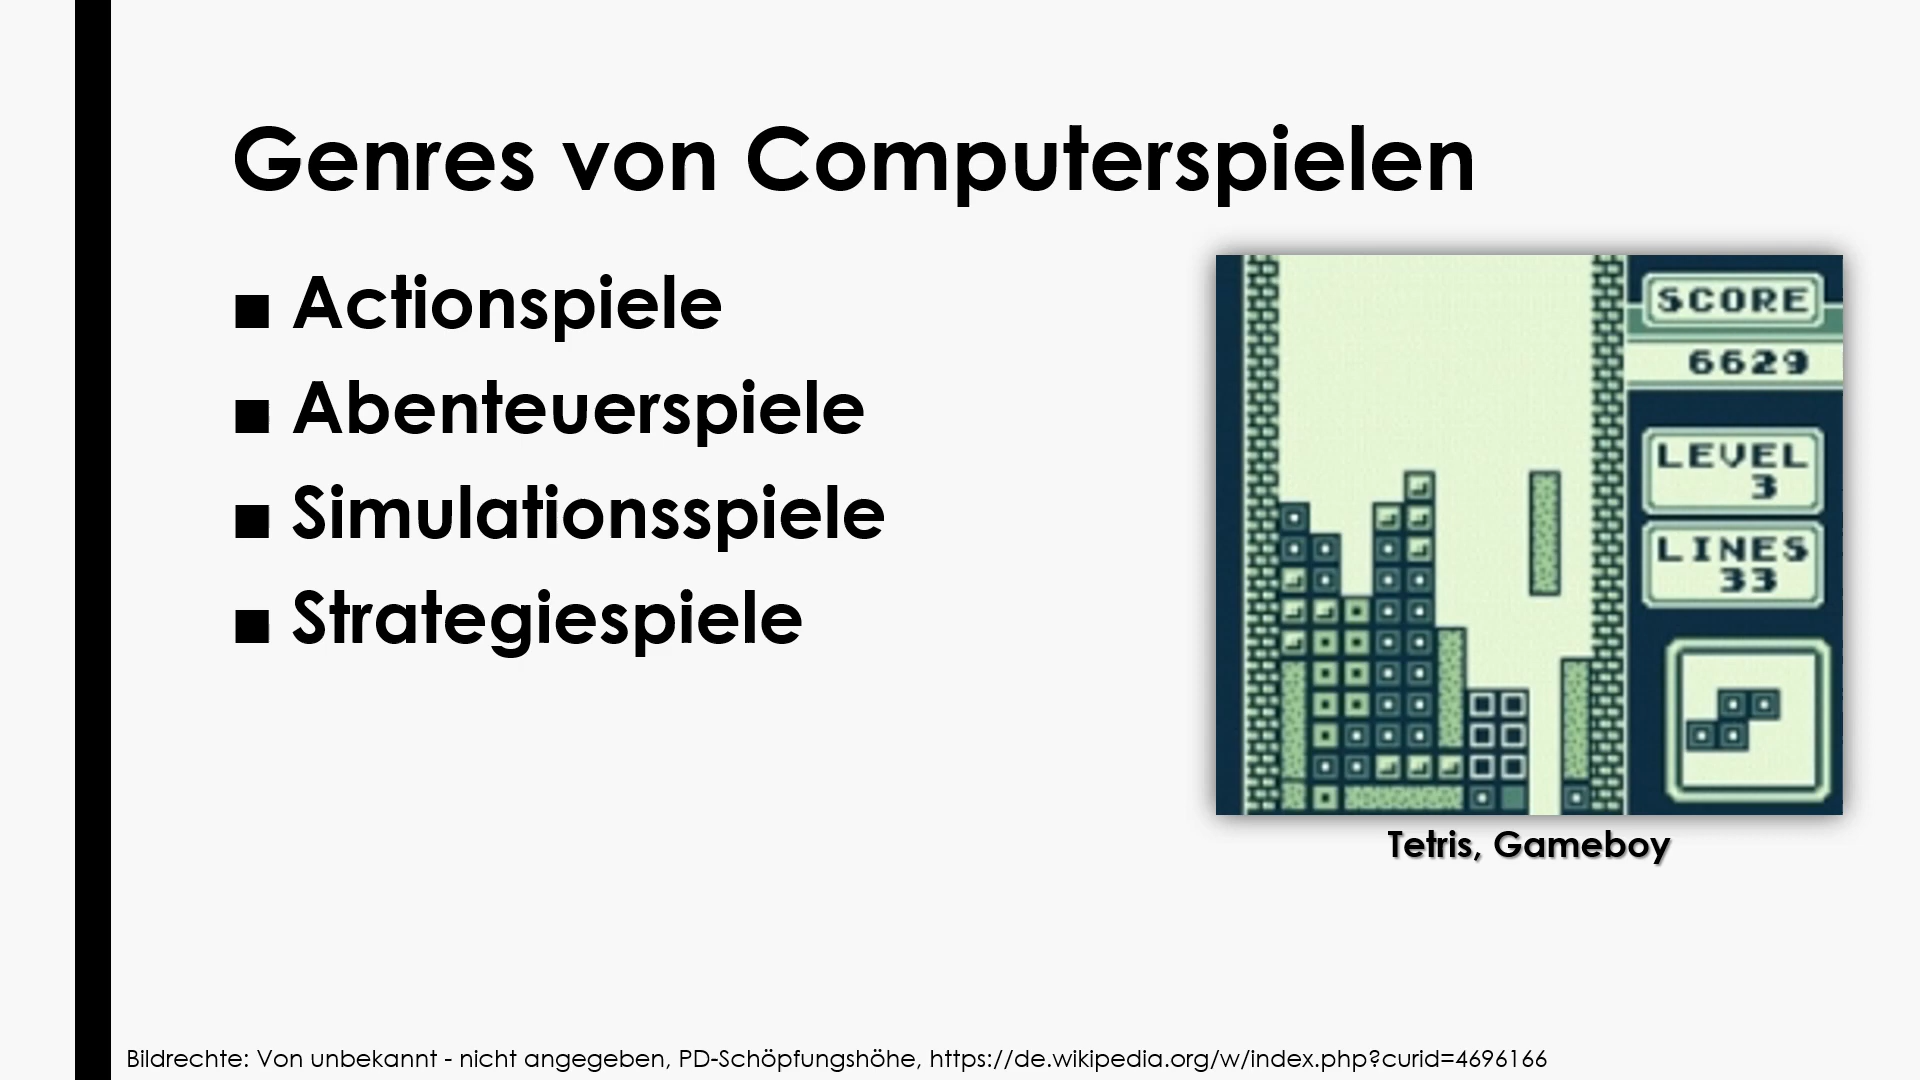 Genres von Computerspielen
■ Actionspiele
■ Abenteuerspiele
■ Simulationsspiele
■ Strategiespiele
SCORE
6629
LEVEL
3
LINES
33
Tetris, Gameboy
Bildrechte: Von unbekannt - nicht angegeben, PD-Schöpfungshöhe, https://de.wikipedia.org/w/index.php?curid=4696166